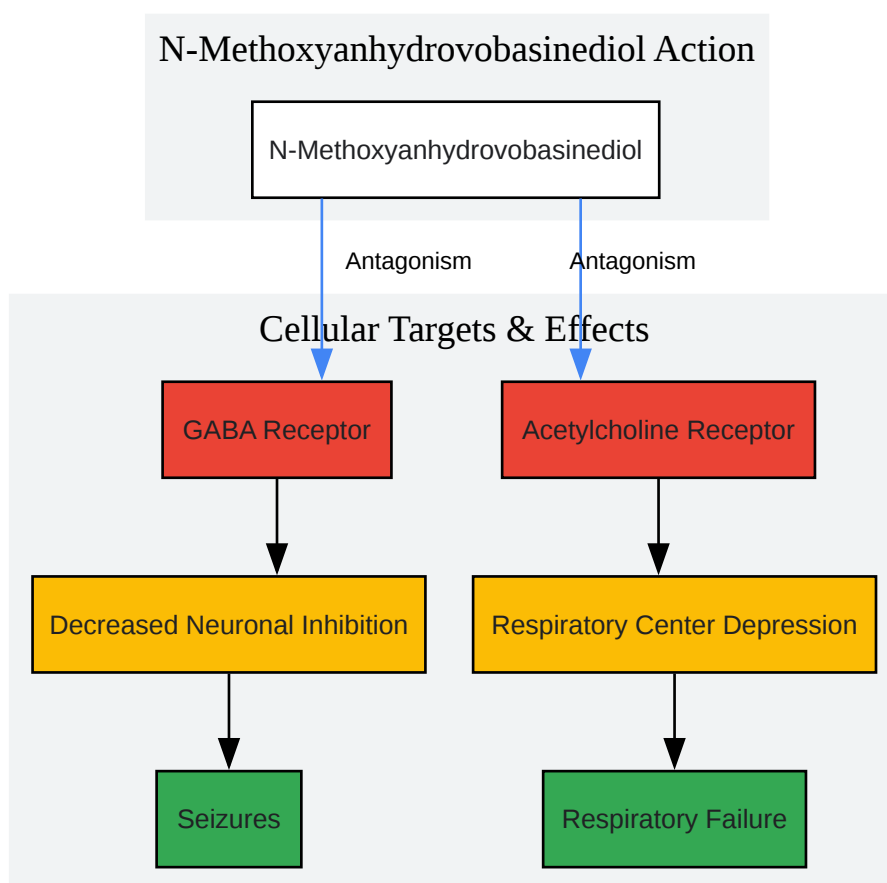 N-Methoxyanhydrovobasinediol Action
N-Methoxyanhydrovobasinediol
Antagonism
Antagonism
Cellular Targets & Effects
GABA Receptor
Acetylcholine Receptor
Decreased Neuronal Inhibition
Respiratory Center Depression
Seizures
Respiratory Failure